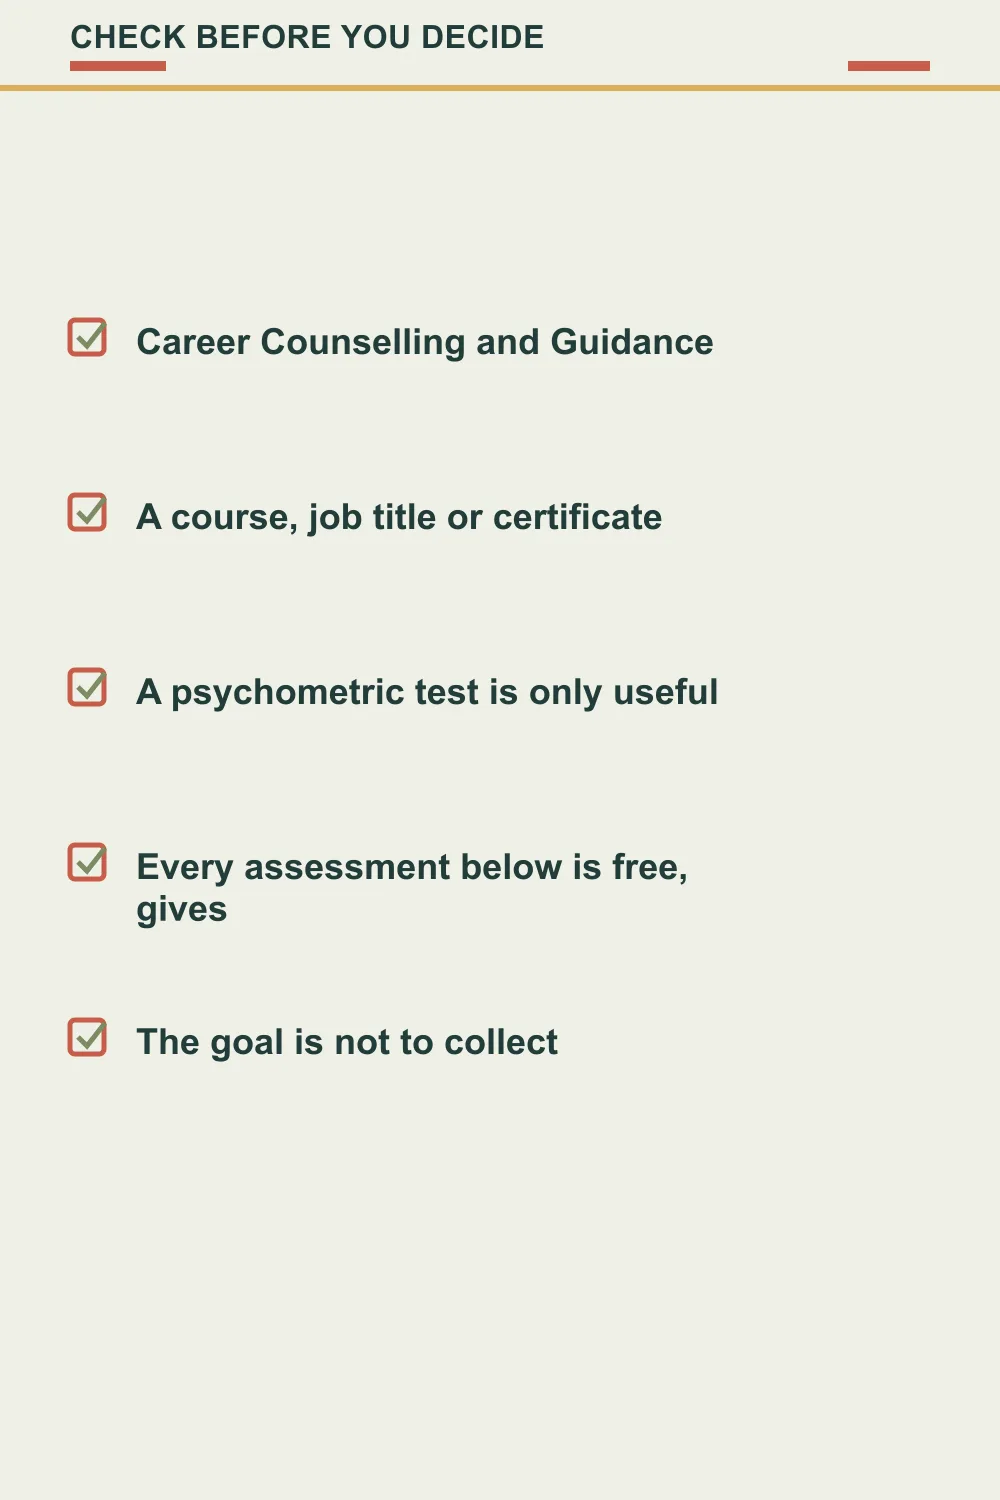 CHECK BEFORE YOU DECIDE
Career Counselling and Guidance
A course, job title or certificate
A psychometric test is only useful
Every assessment below is free,
gives
The goal is not to collect